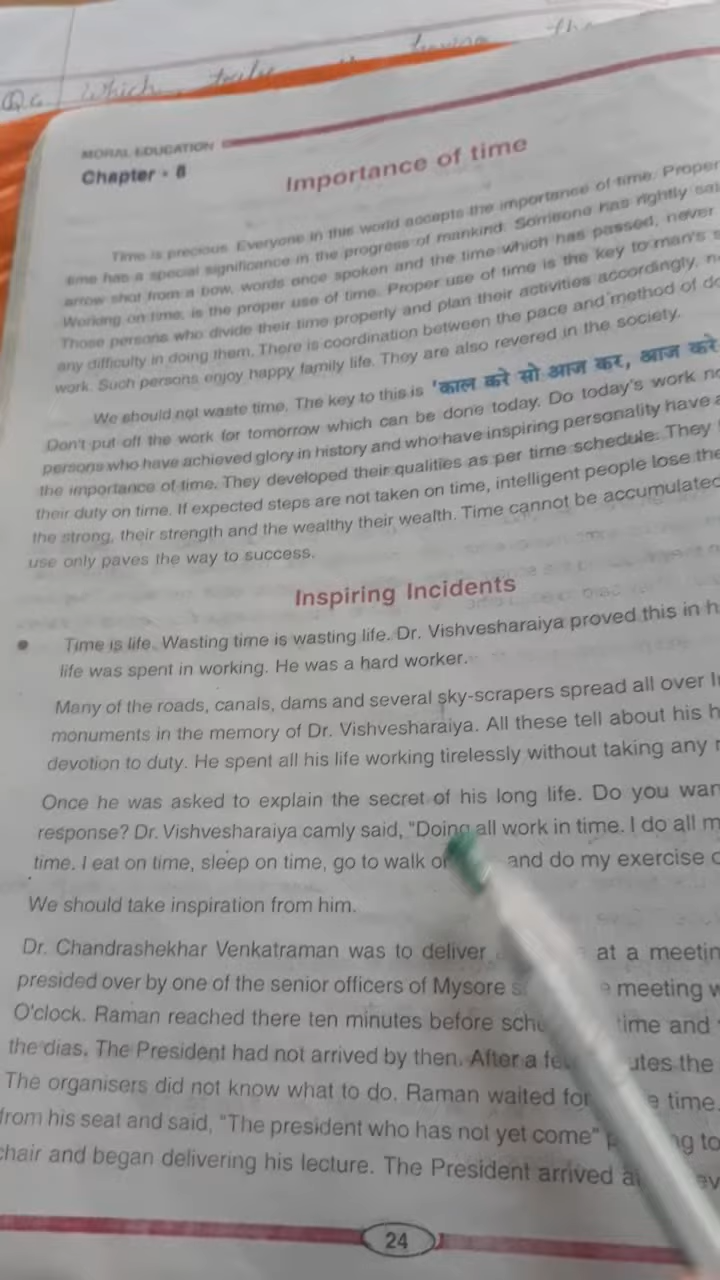 Q6 Which
MORAL EDUCATION
Chapter - 8
Importance of time
Time is precious. Everyone in this world accepts the importance of time. Proper
time has a special significance in the progress of mankind. Someone has rightly
arrow shot from a bow, words once spoken and the time which has passed, never
Working on time, is the proper use of time. Proper use of time is the key to man's
Those persons who divide their time properly and plan their activities accordingly,
any difficulty in doing them. There is coordination between the pace and method of
work. Such persons enjoy happy family life. They are also revered in the society.
We should not waste time. The key to this is 'काल करे सो आज कर, आज करे
Don't put off the work for tomorrow which can be done today. Do today's work
persons who have achieved glory in history and who have inspiring personality have
the importance of time. They developed their qualities as per time schedule. They
their duty on time. If expected steps are not taken on time, intelligent people lose
the strong, their strength and the wealthy their wealth. Time cannot be accumulated
use only paves the way to success.
Inspiring Incidents
• Time is life. Wasting time is wasting life. Dr. Vishvesharaiya proved this in
life was spent in working. He was a hard worker.
Many of the roads, canals, dams and several sky-scrapers spread all over
monuments in the memory of Dr. Vishvesharaiya. All these tell about his
devotion to duty. He spent all his life working tirelessly without taking any
Once he was asked to explain the secret of his long life. Do you
response? Dr. Vishvesharaiya camly said, "Doing all work in time. I do all
time. I eat on time, sleep on time, go to walk and do my exercise
We should take inspiration from him.
Dr. Chandrashekhar Venkatraman was to deliver at a
presided over by one of the senior officers of Mysore meeting
O'clock. Raman reached there ten minutes before time and
the dias. The President had not arrived by then. After a the
The organisers did not know what to do. Raman waited for time.
from his seat and said, "The president who has not yet come" to
chair and began delivering his lecture. The President arrived
24